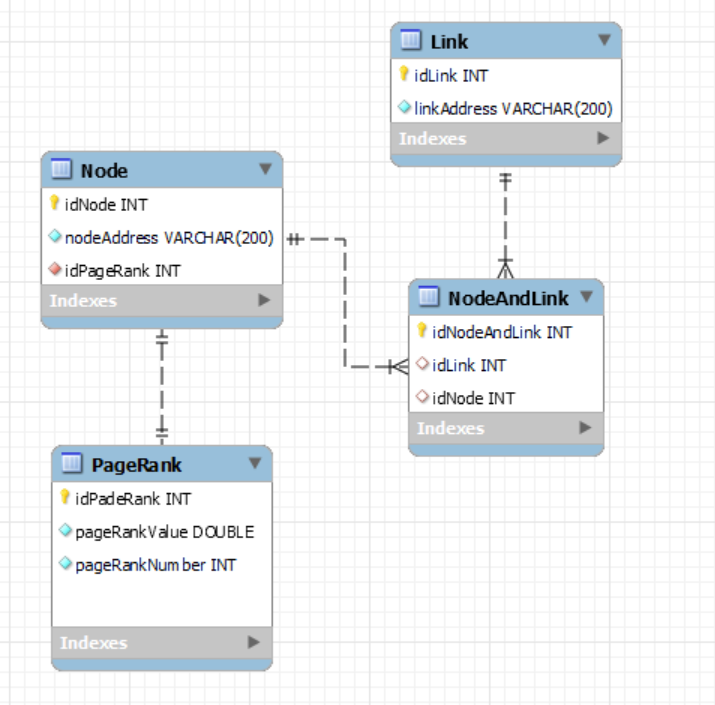 Link
idLink INT
linkAddress VARCHAR(200)
Indexes
Node
idNode INT
nodeAddress VARCHAR(200)
idPageRank INT
Indexes
NodeAndLink
idNodeAndLink INT
idLink INT
idNode INT
Indexes
PageRank
idPadeRank INT
pageRankValue DOUBLE
pageRankNumber INT
Indexes